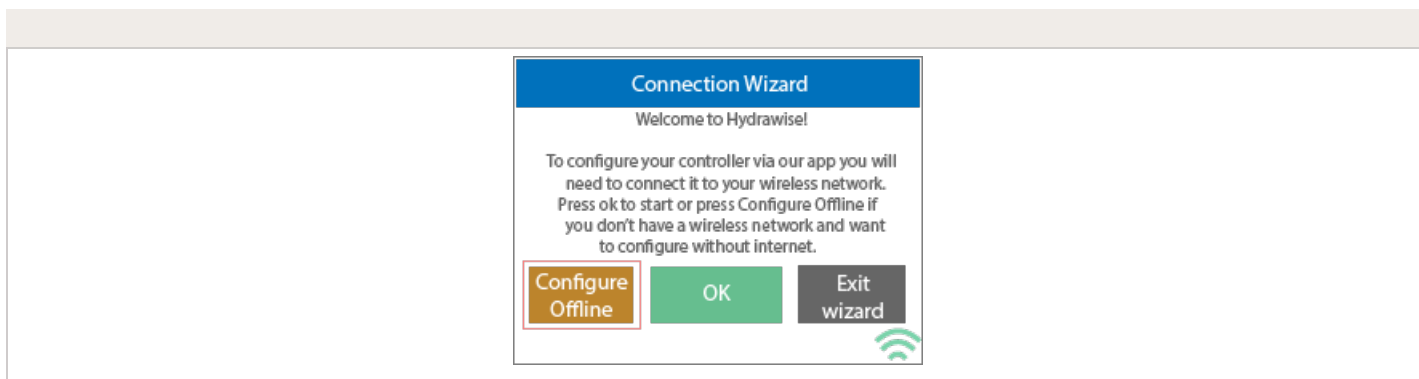 Connection Wizard
Welcome to Hydrawise!
To configure your controller via our app you will
need to connect it to your wireless network.
Press ok to start or press Configure Offline if
you don't have a wireless network and want
to configure without internet.
Configure
Offline
OK
Exit
wizard